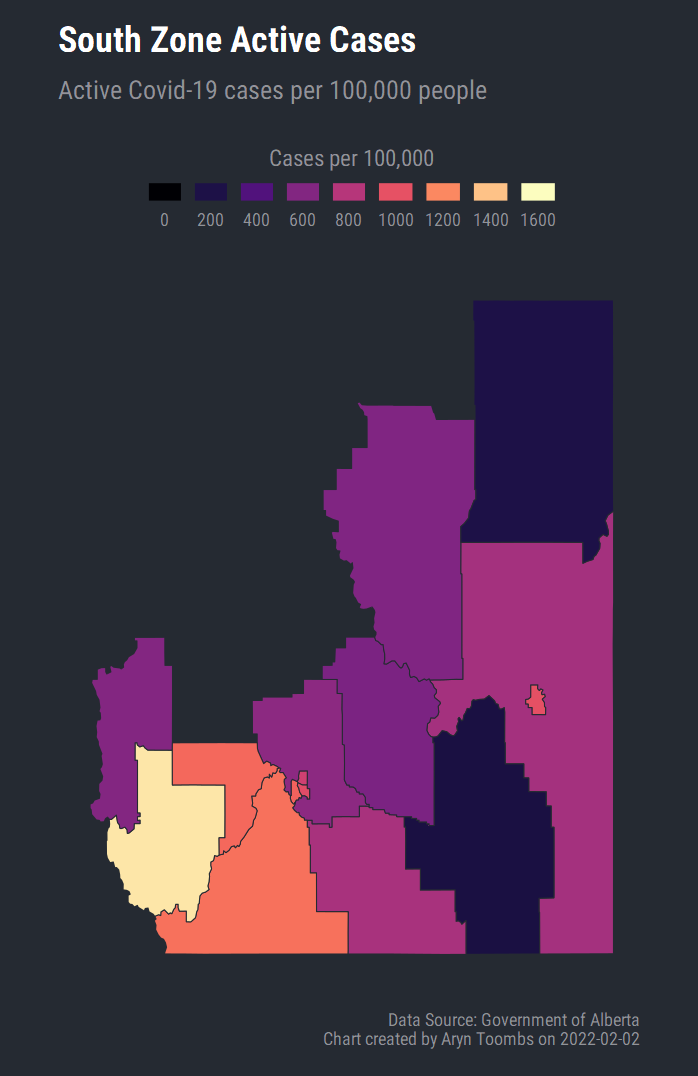 South Zone Active Cases
Active Covid-19 cases per 100,000 people
Cases per 100,000
0 200 400 600 800 1000 1200 1400 1600
Data Source: Government of Alberta
Chart created by Aryn Toombs on 2022-02-02